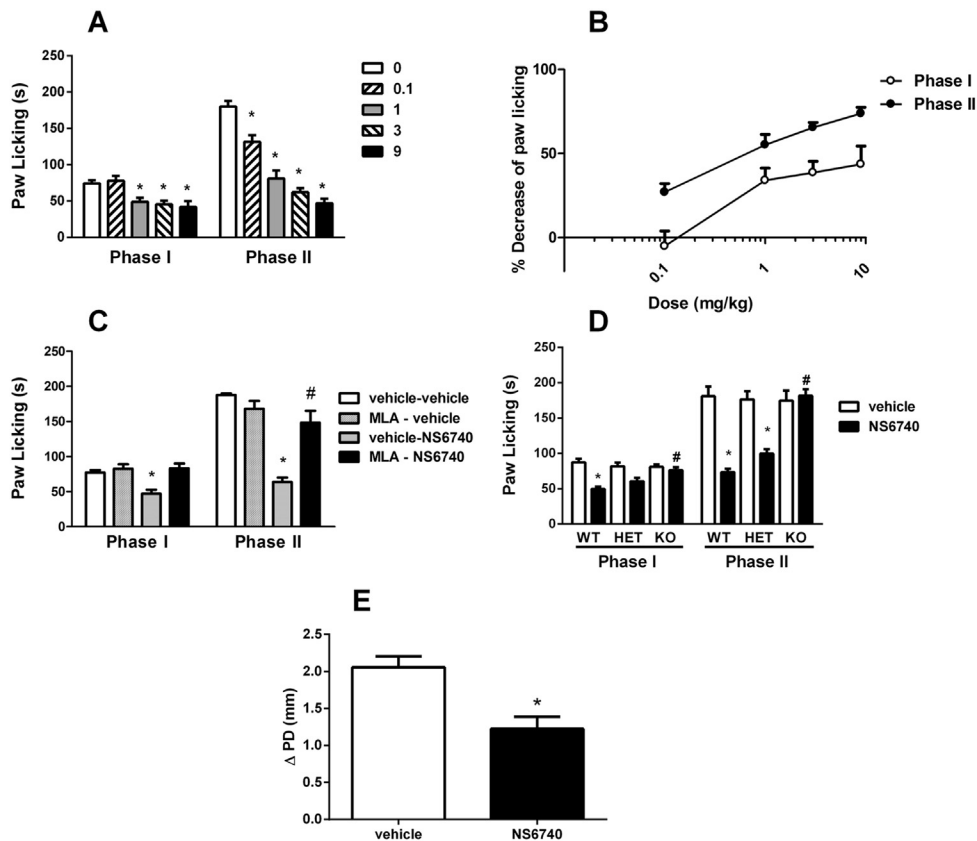 A
Paw Licking (s)
250
200
150
100
50
0
*
*
*
*
*
*
*
Phase I
Phase II
0
0.1
1
3
9
B
% Decrease of paw licking
100
50
0
0.1
1
10
Dose (mg/kg)
Phase I
Phase II
C
Paw Licking (s)
250
200
150
100
50
0
*
*
#
Phase I
Phase II
vehicle-vehicle
MLA - vehicle
vehicle-NS6740
MLA - NS6740
D
Paw Licking (s)
250
200
150
100
50
0
*
#
*
*
#
WT HET KO WT HET KO
Phase I Phase II
vehicle
NS6740
E
Δ PD (mm)
2.5
2.0
1.5
1.0
0.5
0.0
*
vehicle NS6740